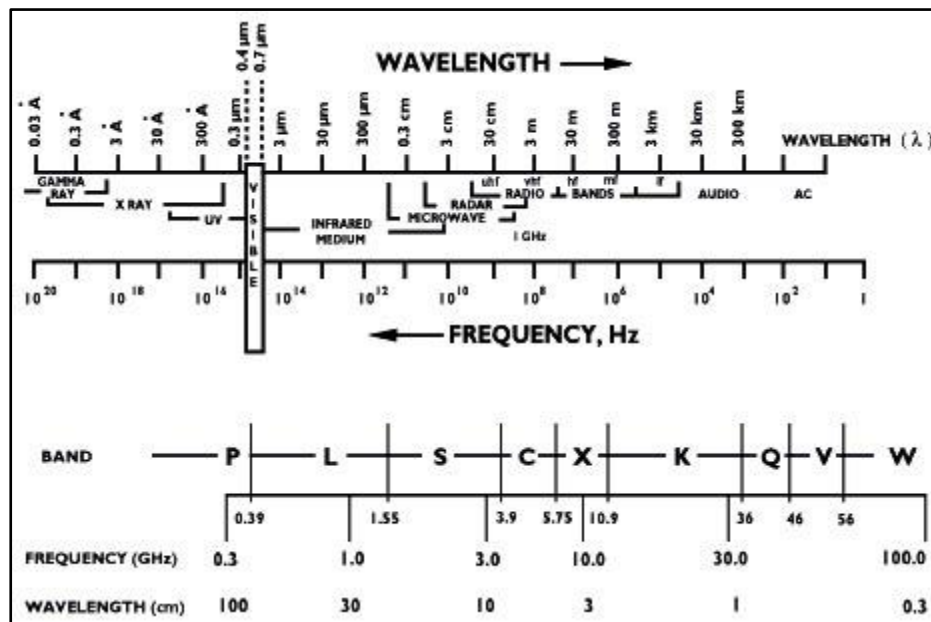 0.4 µm
0.7 µm
WAVELENGTH
0.03 Å 0.3 Å 3 Å 30 Å 300 Å 0.3 µm 3 µm 30 µm 300 µm 0.3 cm 3 cm 30 cm 3 m 30 m 300 m 3 km 30 km 300 km WAVELENGTH (λ)
GAMMA RAY X RAY UV VISIBLE INFRARED MEDIUM MICROWAVE RADAR uhf vhf hf mf lf RADIO BANDS AUDIO AC
1 GHz
10²⁰ 10¹⁸ 10¹⁶ 10¹⁴ 10¹² 10¹⁰ 10⁸ 10⁶ 10⁴ 10² 1
FREQUENCY, Hz
BAND P L S C X K Q V W
0.39 1.55 3.9 5.75 10.9 36 46 56
FREQUENCY (GHz) 0.3 1.0 3.0 10.0 30.0 100.0
WAVELENGTH (cm) 100 30 10 3 1 0.3